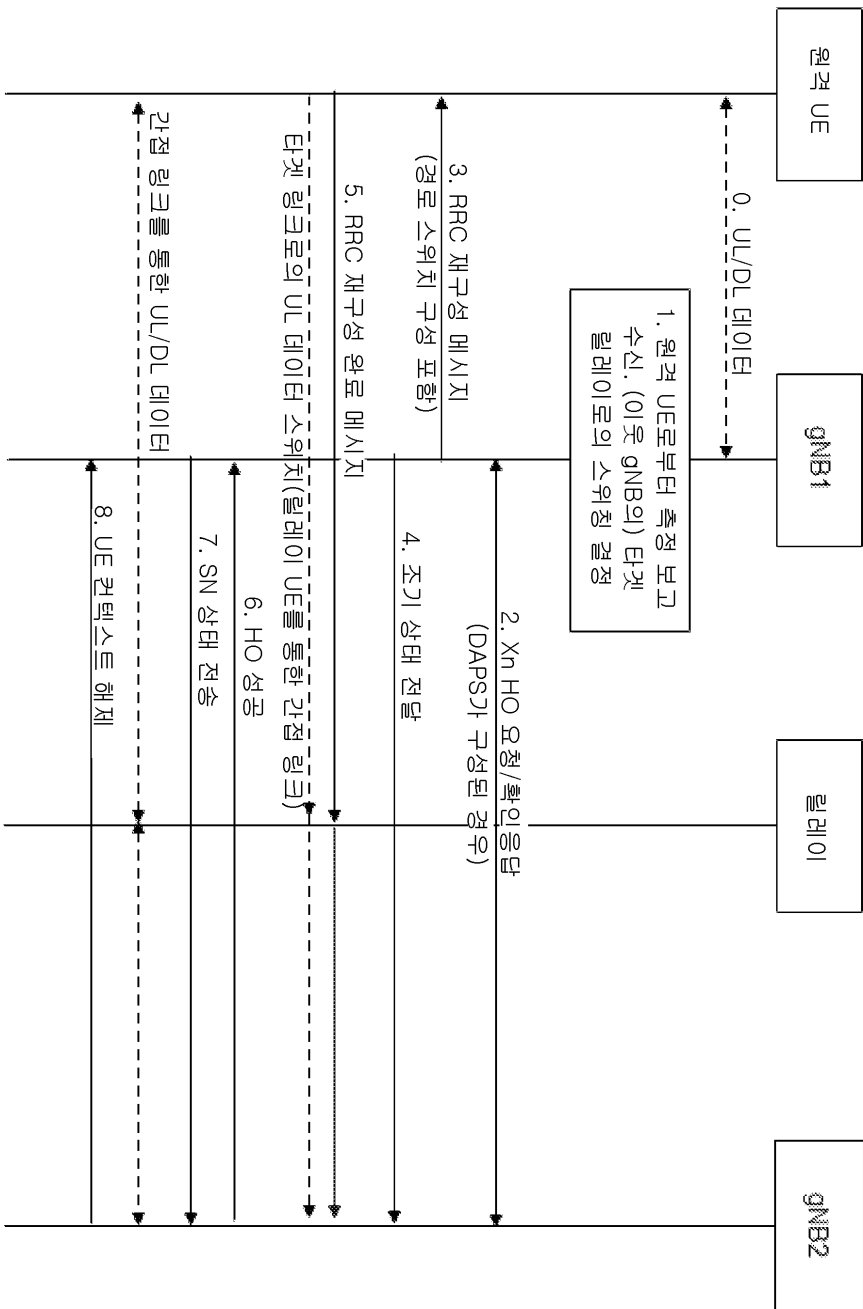 원격 UE
gNB1
릴레이
gNB2
0. UL/DL 데이터
1. 원격 UE로부터 측정 보고
수신. (이웃 gNB의) 타겟
릴레이로의 스위칭 결정
2. Xn HO 요청/확인응답
(DAPS가 구성된 경우)
3. RRC 재구성 메시지
(경로 스위치 구성 포함)
4. 조기 상태 전달
5. RRC 재구성 완료 메시지
타겟 링크로의 UL 데이터 스위치(릴레이 UE를 통한 간접 링크)
6. HO 성공
7. SN 상태 전송
간접 링크를 통한 UL/DL 데이터
8. UE 컨텍스트 해제